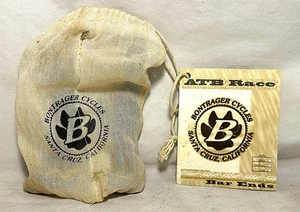 BONTRAGER CYCLES
B
SANTA CRUZ, CALIFORNIA
ATB Race
BONTRAGER CYCLES
B
SANTA CRUZ, CALIFORNIA
Bar Ends